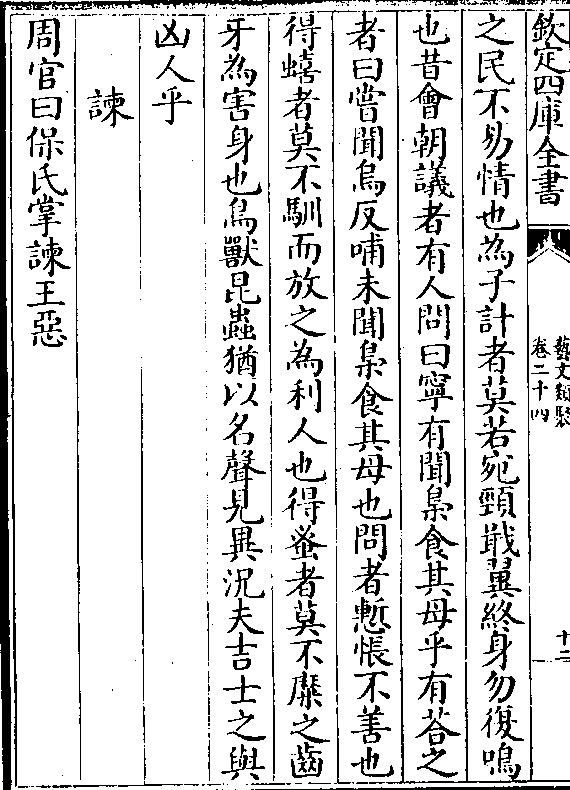 欽定四庫全書
藝文類聚
卷二十四
十二
之民不易情也為子計者莫若宛頸戢翼終身勿復鳴
也昔會朝議者有人問曰寧有聞梟食其母乎有荅之
者曰嘗聞烏反哺未聞梟食其母也問者慙悵不善也
得蟢者莫不馴而放之為利人也得蚤者莫不糜之齒
牙為害身也鳥獸昆蟲猶以名聲見異況夫吉士之與
凶人乎
諫
周官曰保氏掌諫王惡